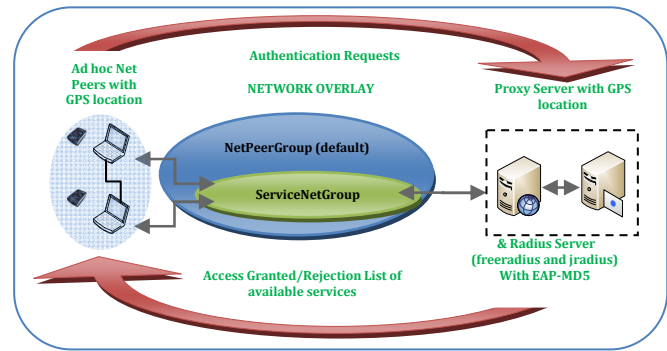 Authentication Requests
Ad hoc Net
Peers with
GPS location
NETWORK OVERLAY
Proxy Server with GPS
location
NetPeerGroup (default)
ServiceNetGroup
& Radius Server
(freeradius and jradius)
With EAP-MD5
Access Granted/Rejection List of
available services